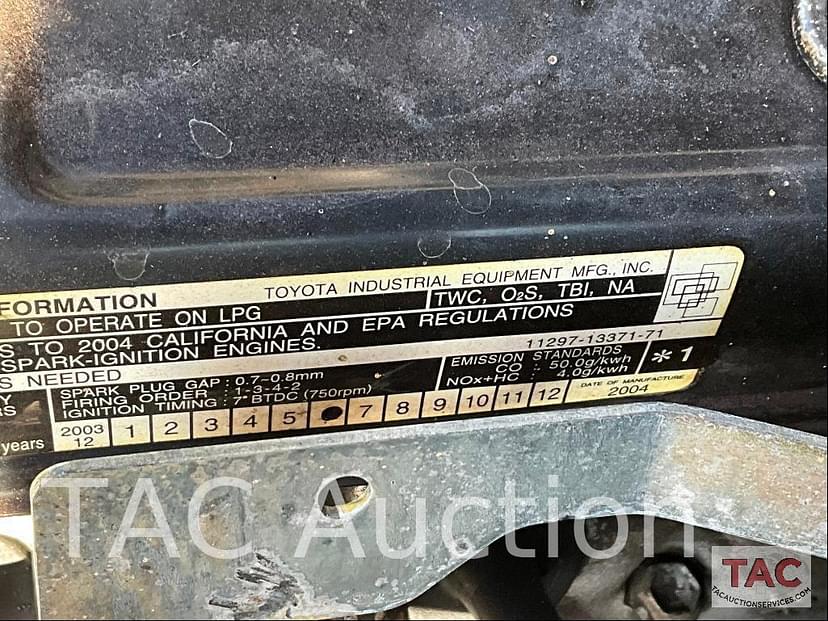 FORMATION TOYOTA INDUSTRIAL EQUIPMENT MFG., INC.
TO OPERATE ON LPG TWC, O₂S, TBI, NA
S TO 2004 CALIFORNIA AND EPA REGULATIONS
SPARK-IGNITION ENGINES. 11297-13371-71
S NEEDED
Y SPARK PLUG GAP : 0.7~0.8mm EMISSION STANDARDS *1
FIRING ORDER : 1-3-4-2 CO : 50.0g/kwh
RS IGNITION TIMING : 7° BTDC (750rpm) NOx+HC : 4.0g/kwh
years 2003 12 1 2 3 4 5 7 8 9 10 11 12 DATE OF MANUFACTURE 2004
TAC Auction
TAC
TACAUCTIONSERVICES.COM